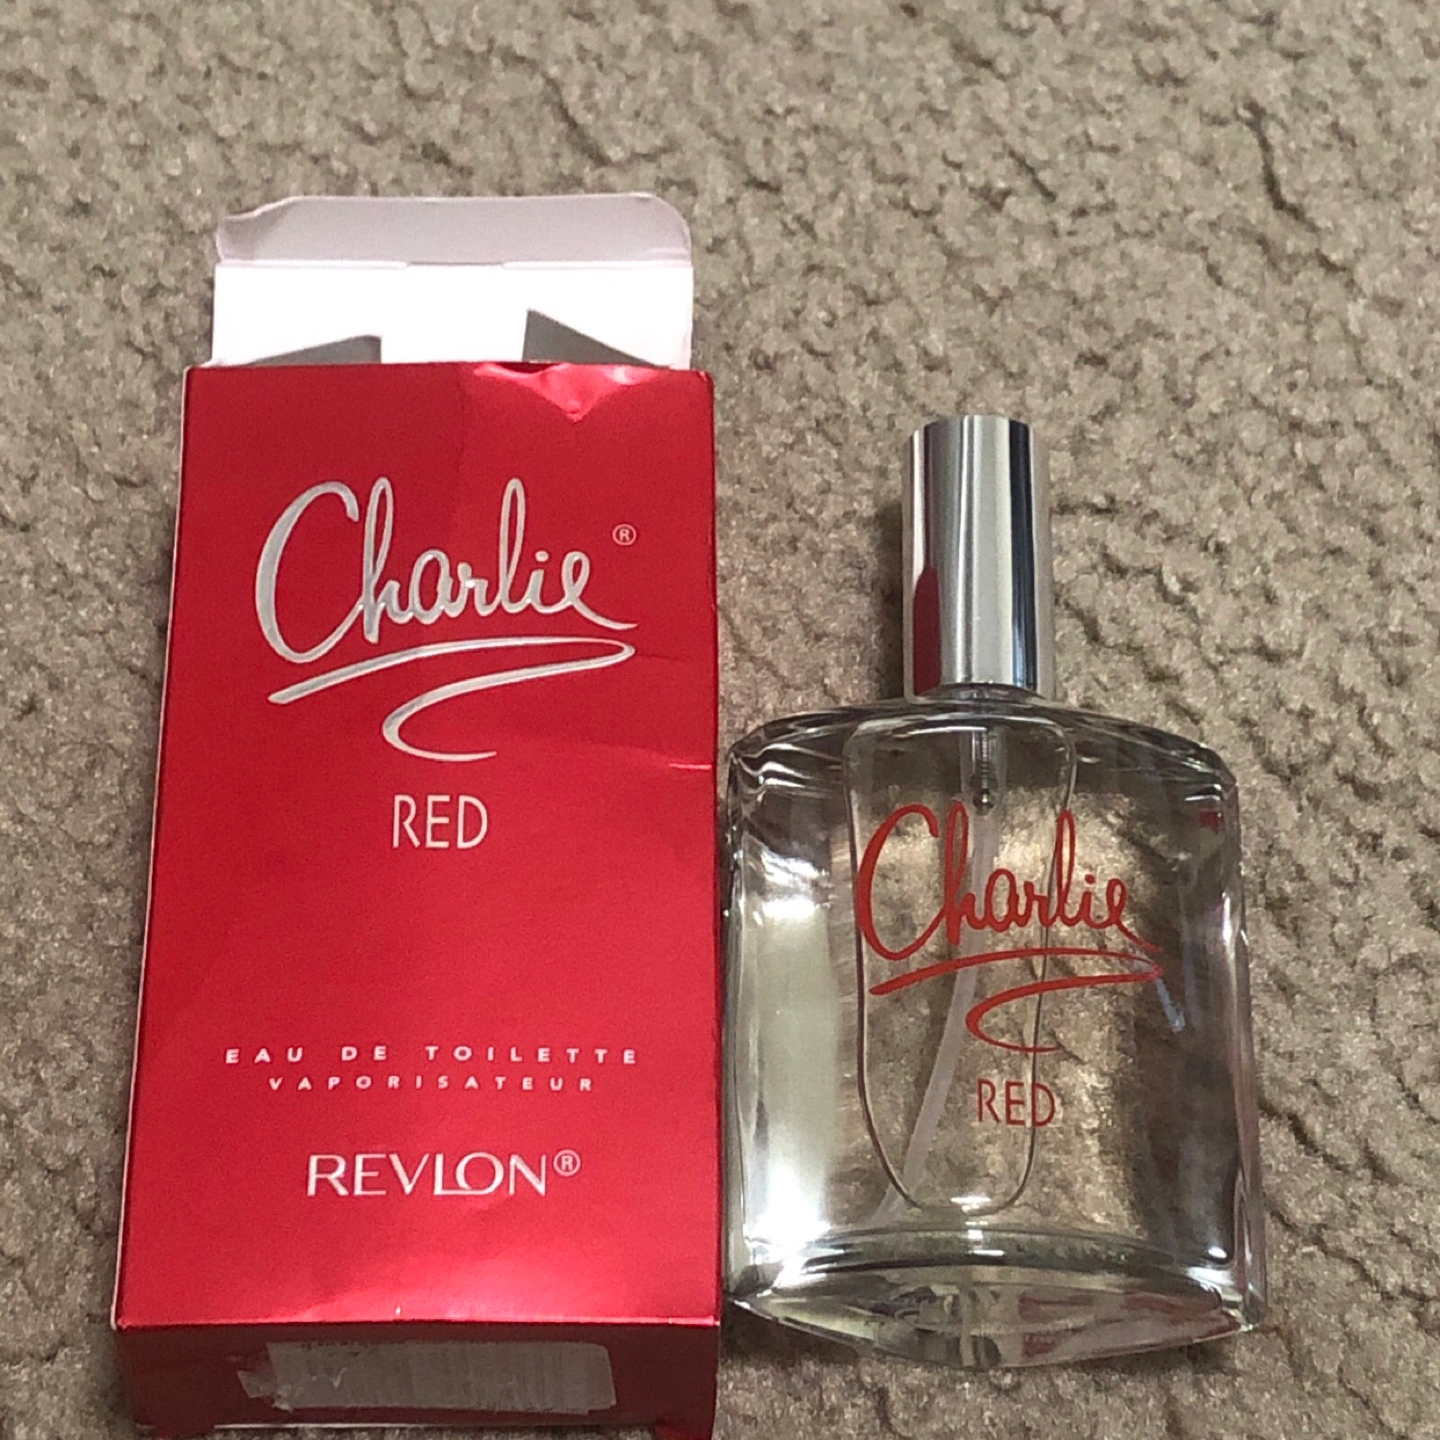 Charlie®
RED
EAU DE TOILETTE
VAPORISATEUR
REVLON®
Charlie
RED